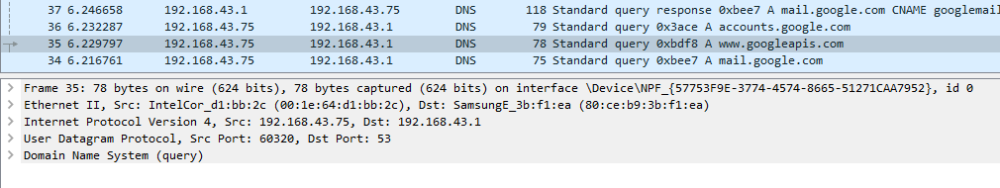 37 6.246658 192.168.43.1 192.168.43.75 DNS 118 Standard query response 0xbee7 A mail.google.com CNAME googlemail
36 6.232287 192.168.43.75 192.168.43.1 DNS 79 Standard query 0x3ace A accounts.google.com
35 6.229797 192.168.43.75 192.168.43.1 DNS 78 Standard query 0xbdf8 A www.googleapis.com
34 6.216761 192.168.43.75 192.168.43.1 DNS 75 Standard query 0xbee7 A mail.google.com
Frame 35: 78 bytes on wire (624 bits), 78 bytes captured (624 bits) on interface \Device\NPF_{57753F9E-3774-4574-8665-51271CAA7952}, id 0
Ethernet II, Src: IntelCor_d1:bb:2c (00:1e:64:d1:bb:2c), Dst: SamsungE_3b:f1:ea (80:ce:b9:3b:f1:ea)
Internet Protocol Version 4, Src: 192.168.43.75, Dst: 192.168.43.1
User Datagram Protocol, Src Port: 60320, Dst Port: 53
Domain Name System (query)